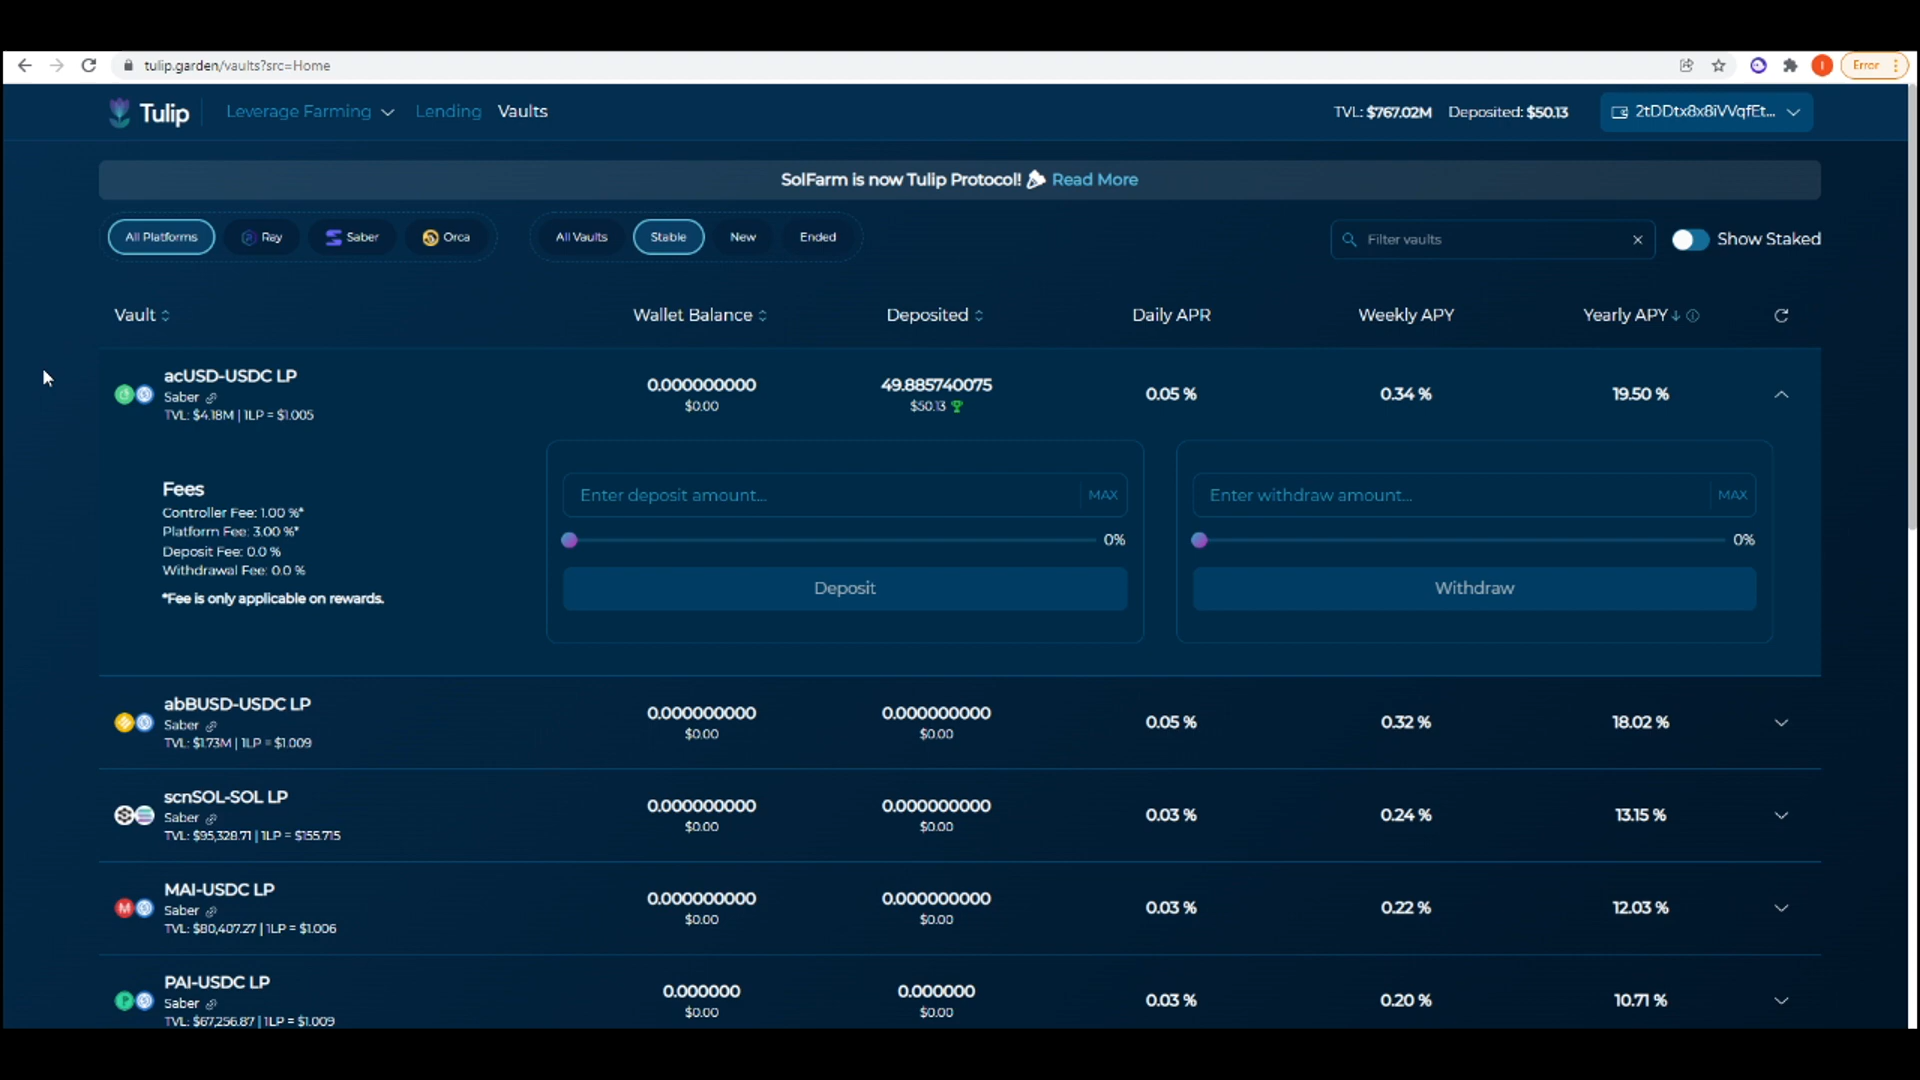 tulip.garden/vaults?src=Home
Error
Tulip
Leverage Farming
Lending
Vaults
TVL: $767.02M
Deposited: $50.13
2tDDtx8x8iVVqfEt...
SolFarm is now Tulip Protocol! Read More
All Platforms
Ray
Saber
Orca
All Vaults
Stable
New
Ended
Filter vaults
Show Staked
Vault
Wallet Balance
Deposited
Daily APR
Weekly APY
Yearly APY
acUSD-USDC LP
Saber
TVL: $4.18M | 1LP = $1.005
0.000000000
$0.00
49.885740075
$50.13
0.05 %
0.34 %
19.50 %
Fees
Controller Fee: 1.00 %*
Platform Fee: 3.00 %*
Deposit Fee: 0.0 %
Withdrawal Fee: 0.0 %
*Fee is only applicable on rewards.
Enter deposit amount...
MAX
0%
Deposit
Enter withdraw amount...
MAX
0%
Withdraw
abBUSD-USDC LP
Saber
TVL: $1.73M | 1LP = $1.009
0.000000000
$0.00
0.000000000
$0.00
0.05 %
0.32 %
18.02 %
scnSOL-SOL LP
Saber
TVL: $95,328.71 | 1LP = $155.715
0.000000000
$0.00
0.000000000
$0.00
0.03 %
0.24 %
13.15 %
MAI-USDC LP
Saber
TVL: $80,407.27 | 1LP = $1.006
0.000000000
$0.00
0.000000000
$0.00
0.03 %
0.22 %
12.03 %
PAI-USDC LP
Saber
TVL: $67,256.87 | 1LP = $1.009
0.000000
$0.00
0.000000
$0.00
0.03 %
0.20 %
10.71 %